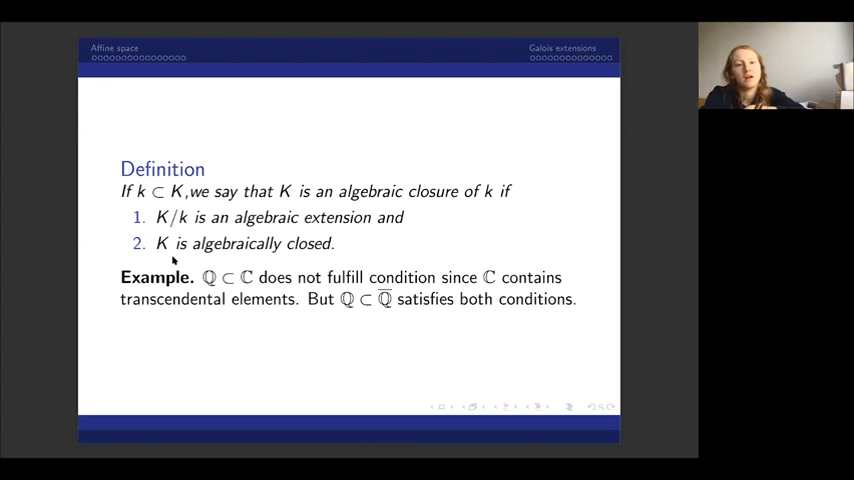 Affine space
Galois extensions
Definition
If k ⊂ K,we say that K is an algebraic closure of k if
1. K/k is an algebraic extension and
2. K is algebraically closed.
Example. ℚ ⊂ ℂ does not fulfill condition since ℂ contains
transcendental elements. But ℚ ⊂ ℚ̅ satisfies both conditions.